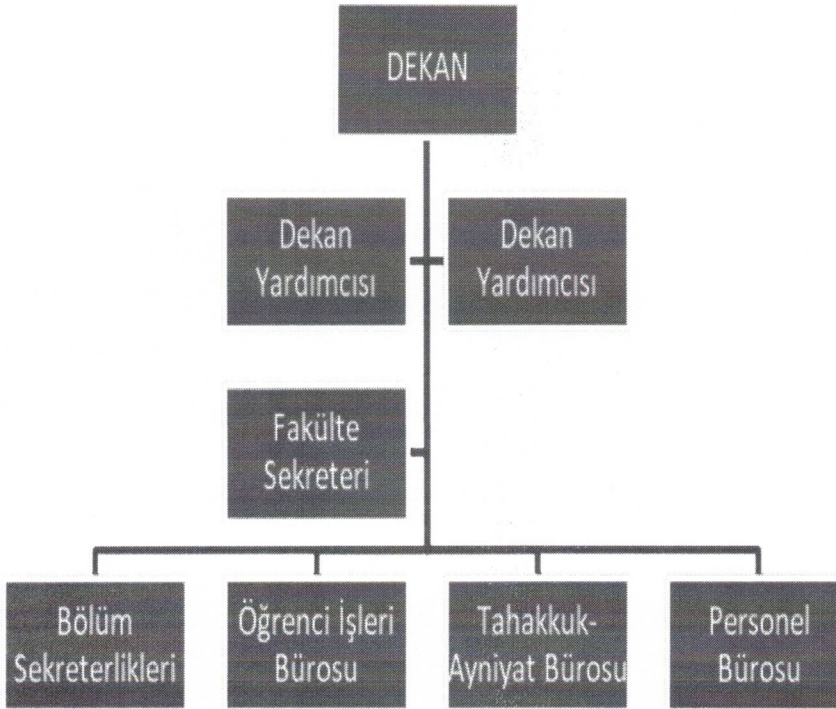 DEKAN
Dekan
Yardımcısı
Dekan
Yardımcısı
Fakülte
Sekreteri
Bölüm
Sekreterlikleri
Öğrenci İşleri
Bürosu
Tahakkuk-
Ayniyat Bürosu
Personel
Bürosu